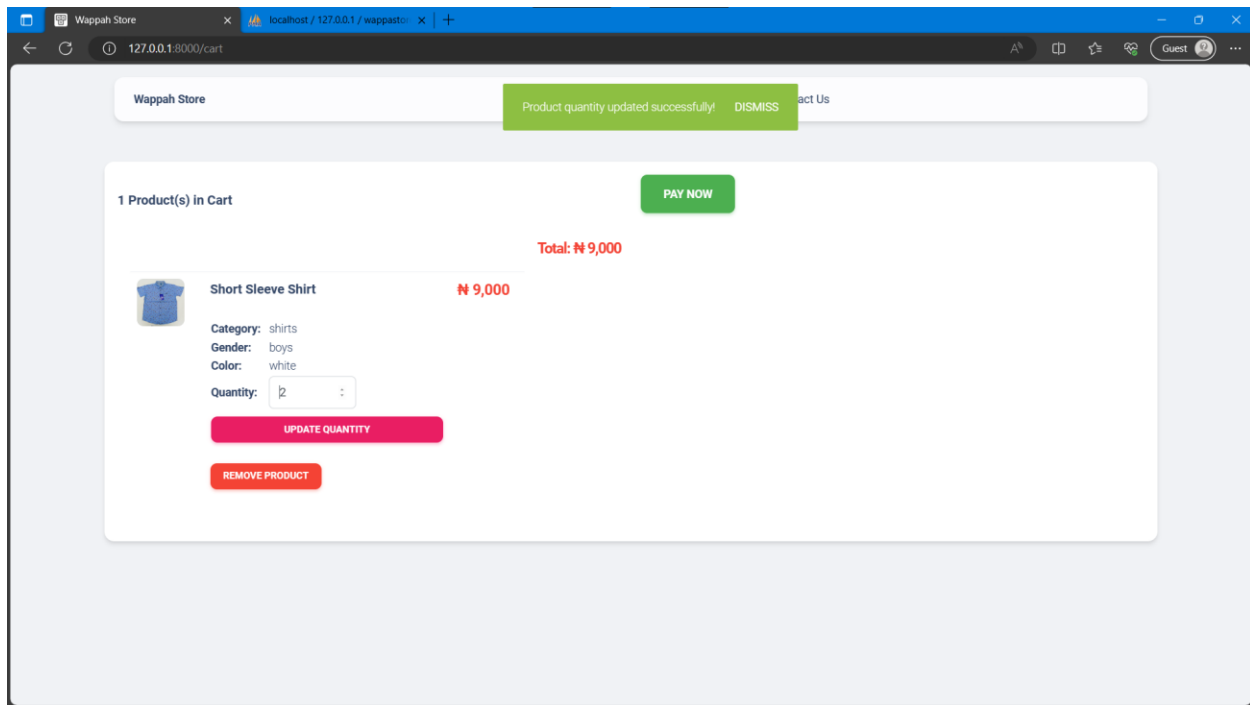 Wappah Store
localhost / 127.0.0.1 / wappastor
127.0.0.1:8000/cart
Guest
Wappah Store
Product quantity updated successfully! DISMISS
act Us
1 Product(s) in Cart
PAY NOW
Total: ₦ 9,000
Short Sleeve Shirt ₦ 9,000
Category: shirts
Gender: boys
Color: white
Quantity: 2
UPDATE QUANTITY
REMOVE PRODUCT